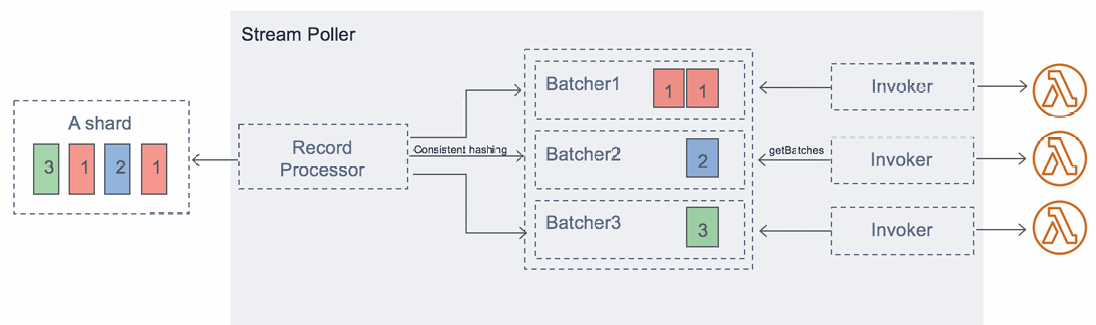 Stream Poller
A shard
3 1 2 1
Record
Processor
Consistent hashing
Batcher1
1 1
Batcher2
2
Batcher3
3
getBatches
Invoker
Invoker
Invoker